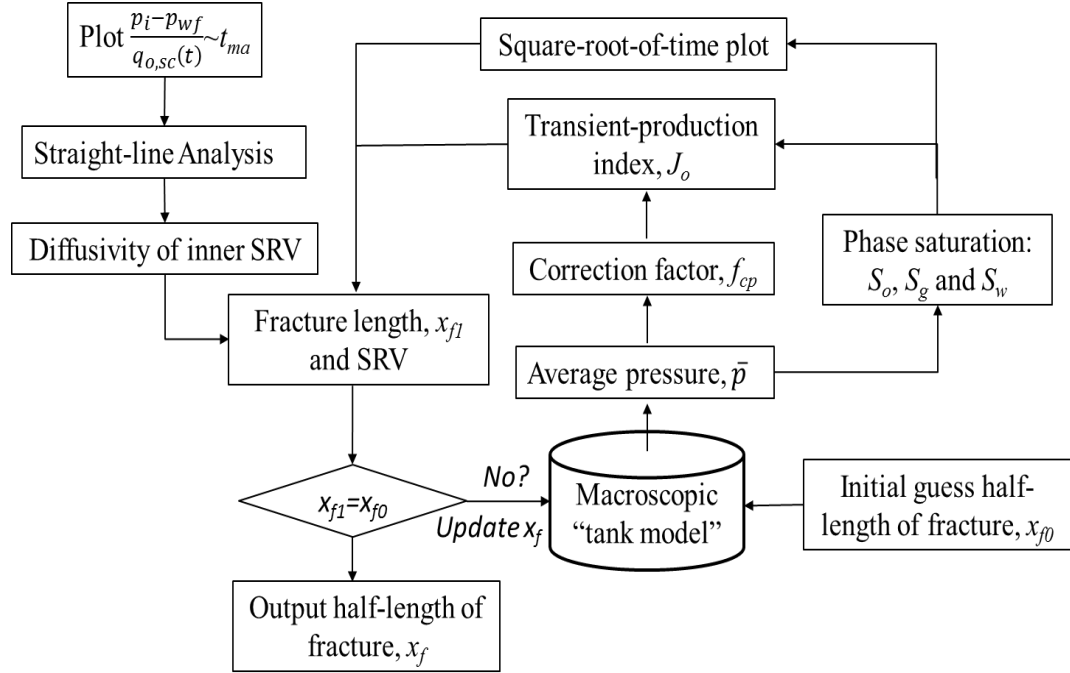 Plot (p_i−p_wf)/(q_o,sc(t))~t_ma
Straight-line Analysis
Diffusivity of inner SRV
Square-root-of-time plot
Transient-production
index, J_o
Correction factor, f_cp
Phase saturation:
S_o, S_g and S_w
Fracture length, x_f1
and SRV
Average pressure, p̄
x_f1=x_f0
No?
Update x_f
Macroscopic
“tank model”
Initial guess half-
length of fracture, x_f0
Output half-length of
fracture, x_f